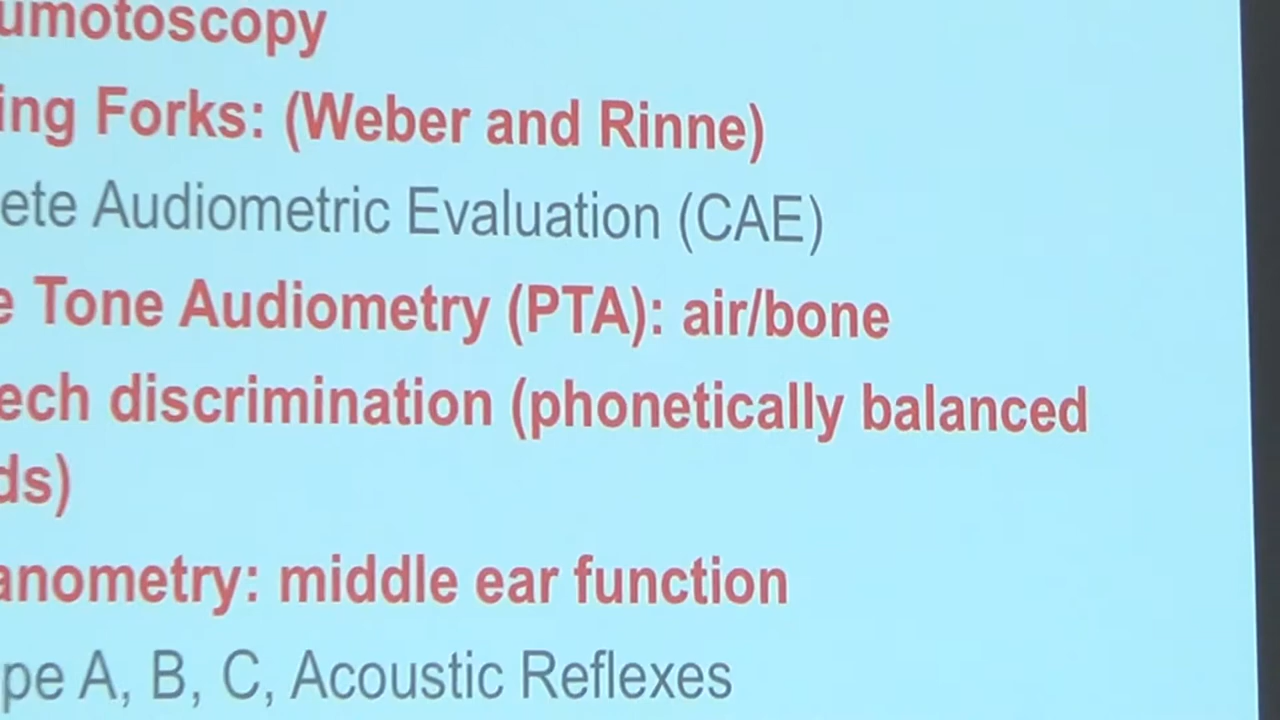 umotoscopy
ing Forks: (Weber and Rinne)
ete Audiometric Evaluation (CAE)
e Tone Audiometry (PTA): air/bone
ech discrimination (phonetically balanced
ds)
anometry: middle ear function
pe A, B, C, Acoustic Reflexes